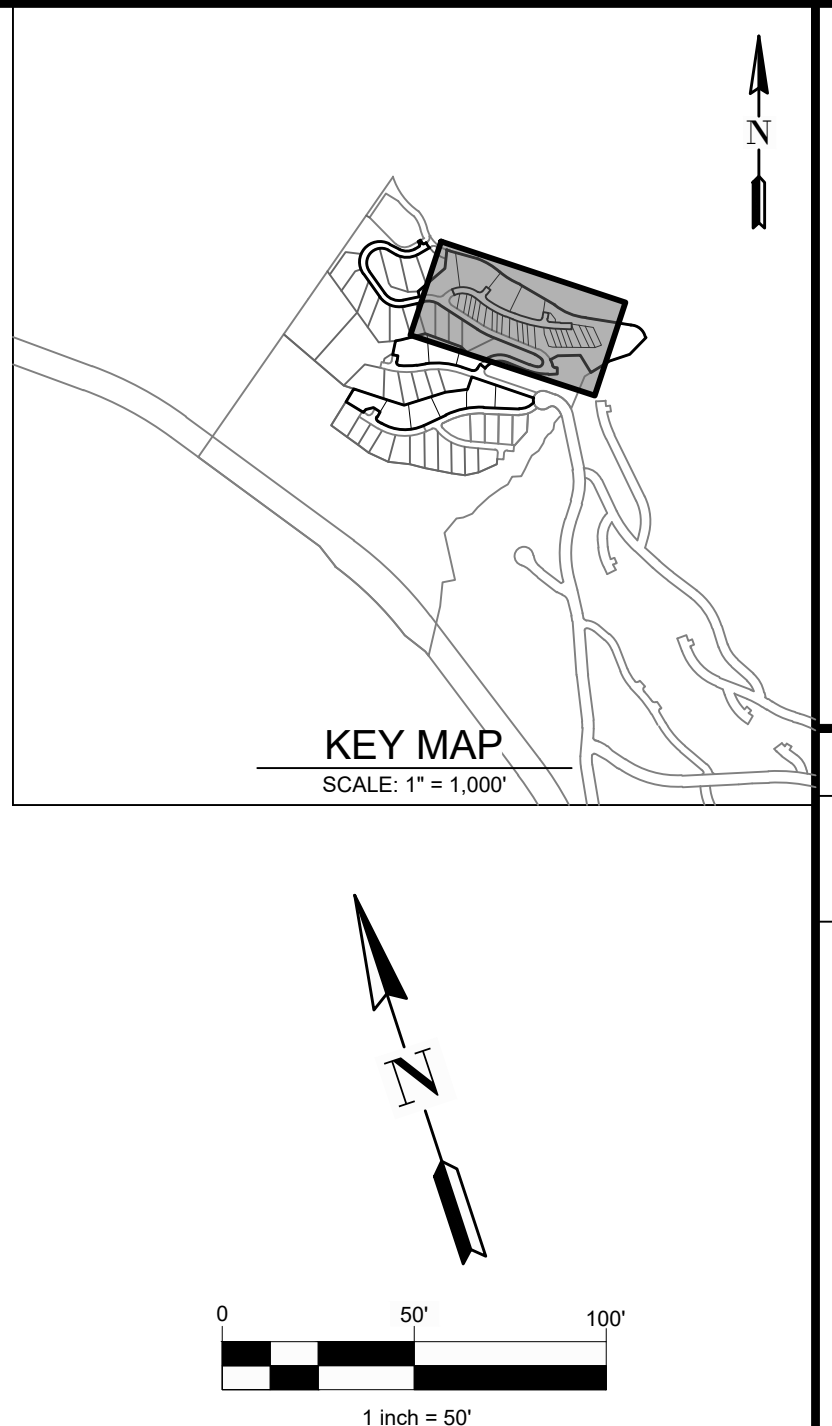 N
KEY MAP
SCALE: 1" = 1,000'
N
0 50' 100'
1 inch = 50'